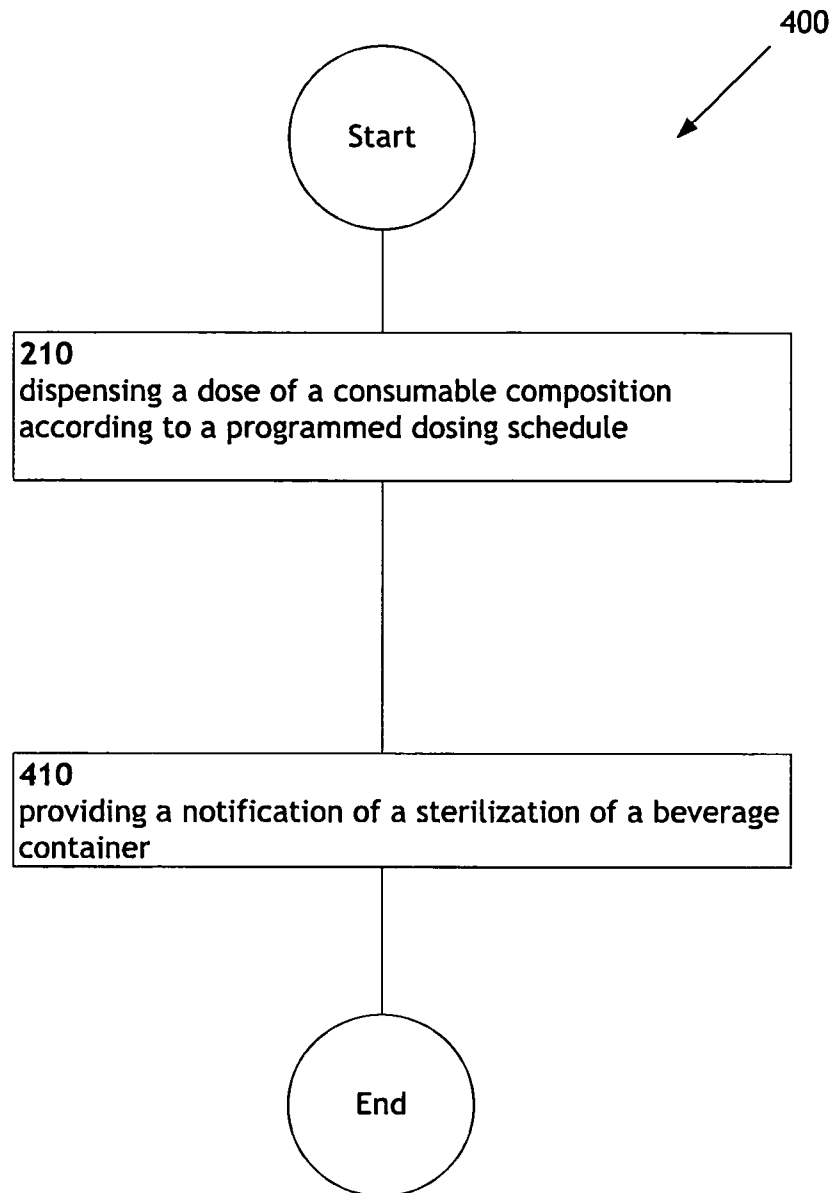 400
Start
210
dispensing a dose of a consumable composition
according to a programmed dosing schedule
410
providing a notification of a sterilization of a beverage
container
End